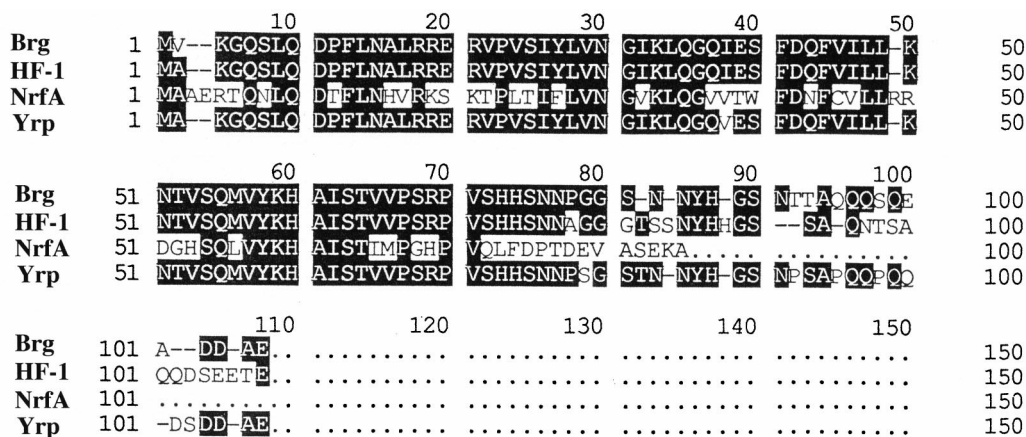 10 20 30 40 50
Brg 1 MV--KGQSLQ DPFLNALRRE RVPVSIYLVN GIKLQGQIES FDQFVILL-K 50
HF-1 1 MA--KGQSLQ DPFLNALRRE RVPVSIYLVN GIKLQGQIES FDQFVILL-K 50
NrfA 1 MAAERTQNLQ DTFLNHVRKS KTPLTIFLVN GVKLQGVVTW FDNFCVLLRR 50
Yrp 1 MA--KGQSLQ DPFLNALRRE RVPVSIYLVN GIKLQGQVES FDQFVILL-K 50
60 70 80 90 100
Brg 51 NTVSQMVYKH AISTVVPSRP VSHHSNNPGG S-N-NYH-GS NTTAQQQSQE 100
HF-1 51 NTVSQMVYKH AISTVVPSRP VSHHSNNAGG GTSSNYHHGS --SA-QNTSA 100
NrfA 51 DGHSQLVYKH AISTIMPGHP VQLFDPTDEV ASEKA..... .......... 100
Yrp 51 NTVSQMVYKH AISTVVPSRP VSHHSNNPSG STN-NYH-GS NPSAPQQPQQ 100
110 120 130 140 150
Brg 101 A--DD-AE.. .......... .......... .......... .......... 150
HF-1 101 QQDSEETE.. .......... .......... .......... .......... 150
NrfA 101 .......... .......... .......... .......... .......... 150
Yrp 101 -DSDD-AE.. .......... .......... .......... .......... 150